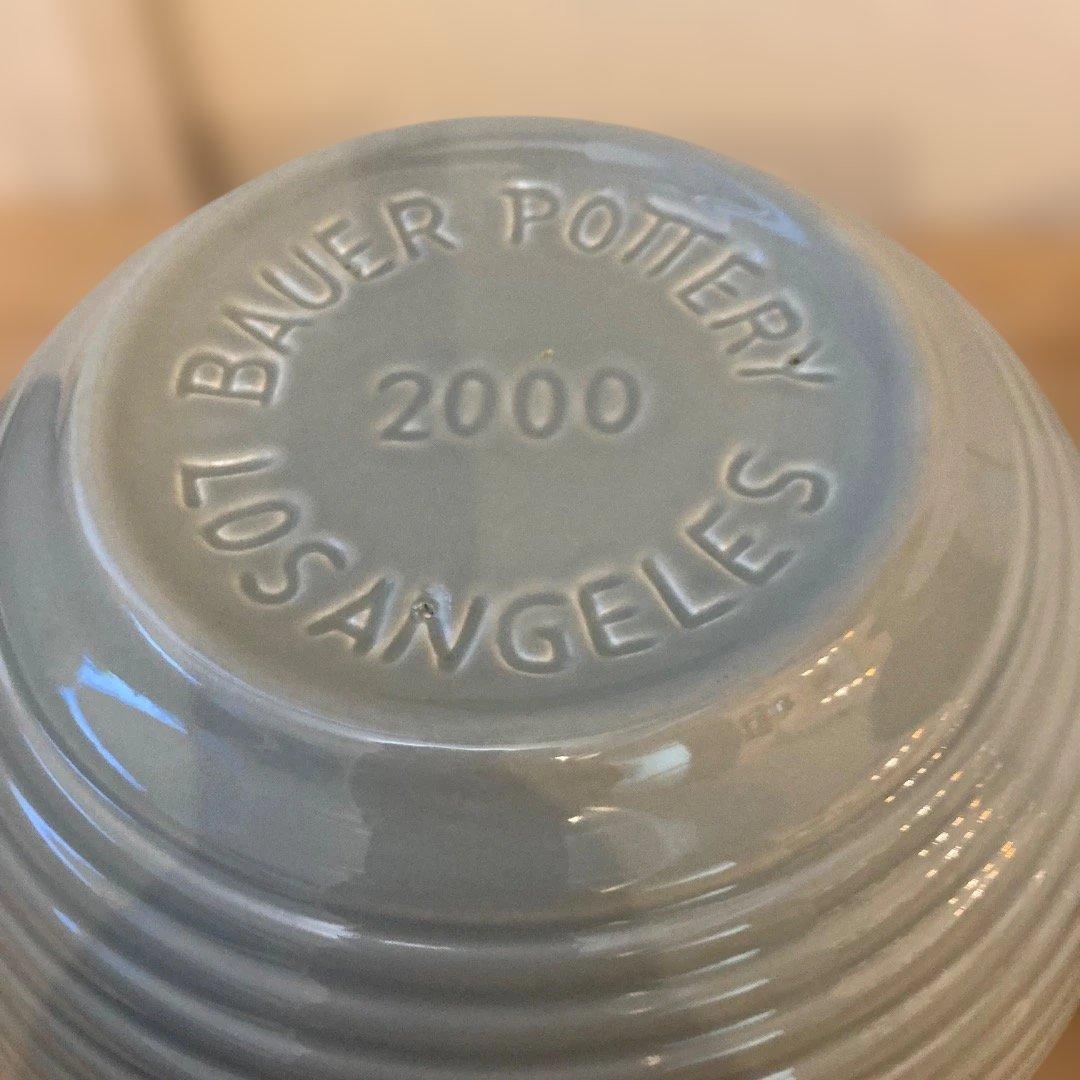 BAUER POTTERY
2000
LOS ANGELES